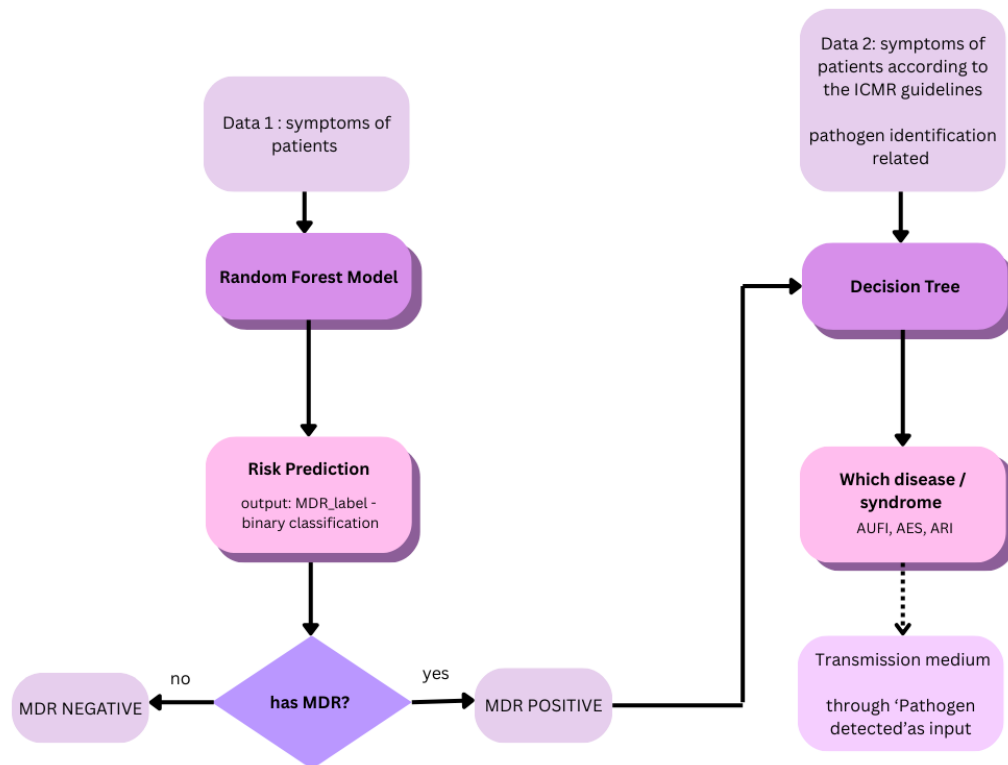 Data 1 : symptoms of
patients
Random Forest Model
Risk Prediction
output: MDR_label -
binary classification
has MDR?
no
MDR NEGATIVE
yes
MDR POSITIVE
Data 2: symptoms of
patients according to
the ICMR guidelines
pathogen identification
related
Decision Tree
Which disease /
syndrome
AUFI, AES, ARI
Transmission medium
through ‘Pathogen
detected’as input